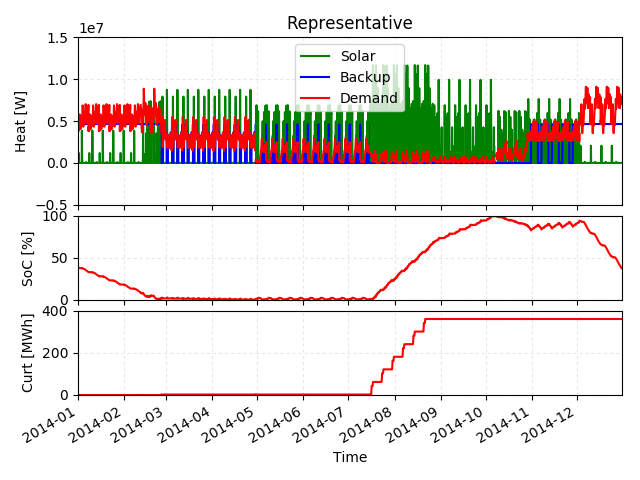 Representative
1e7
Heat [W]
1.5
1.0
0.5
0.0
−0.5
Solar
Backup
Demand
SoC [%]
100
50
0
Curt [MWh]
400
200
0
2014-01
2014-02
2014-03
2014-04
2014-05
2014-06
2014-07
2014-08
2014-09
2014-10
2014-11
2014-12
Time